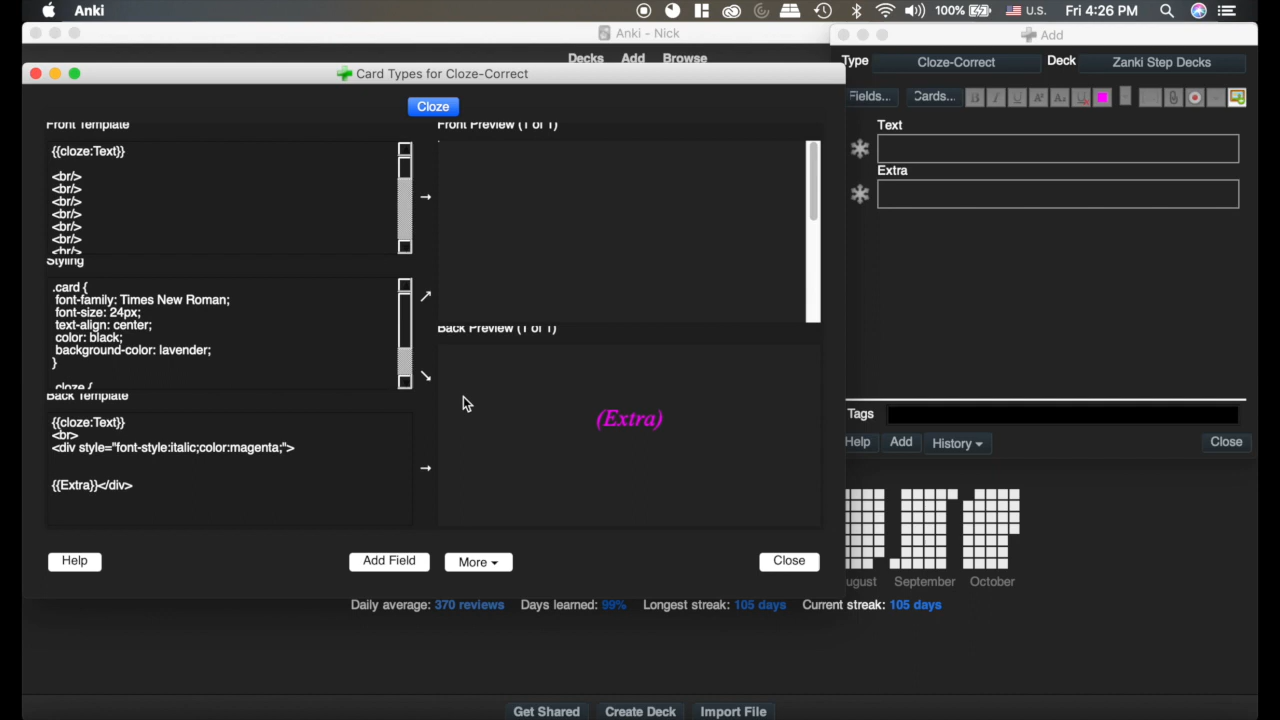 Anki
100%
U.S.
Fri 4:26 PM
Anki - Nick
Add
Decks
Add
Browse
Type
Cloze-Correct
Deck
Zanki Step Decks
Card Types for Cloze-Correct
Fields...
Cards...
Cloze
Front Template
Front Preview (1 of 1)
Text
{{cloze:Text}}
<br/>
<br/>
<br/>
<br/>
<br/>
<br/>
<br/>
Extra
Styling
.card {
font-family: Times New Roman;
font-size: 24px;
text-align: center;
color: black;
background-color: lavender;
}
.cloze {
Back Preview (1 of 1)
Back Template
{{cloze:Text}}
<br>
<div style="font-style:italic;color:magenta;">
{{Extra}}</div>
(Extra)
Tags
Help
Add
History
Close
Help
Add Field
More
Close
ugust
September
October
Daily average: 370 reviews
Days learned: 99%
Longest streak: 105 days
Current streak: 105 days
Get Shared
Create Deck
Import File